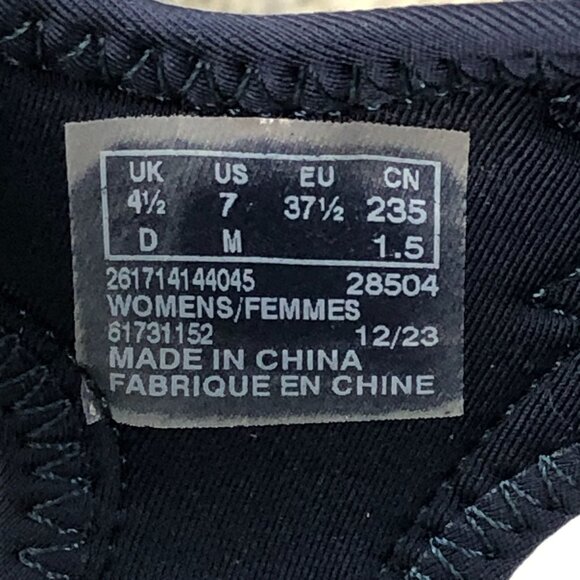 UK US EU CN
4½ 7 37½ 235
D M 1.5
261714144045 28504
WOMENS/FEMMES
61731152 12/23
MADE IN CHINA
FABRIQUE EN CHINE